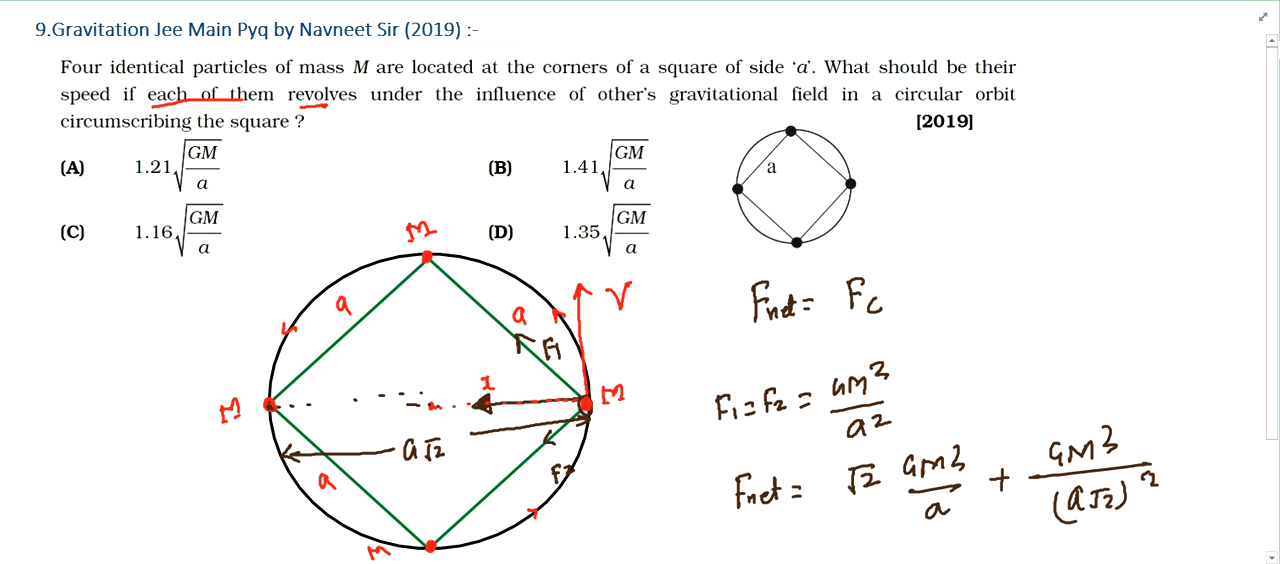 9.Gravitation Jee Main Pyq by Navneet Sir (2019) :-
Four identical particles of mass M are located at the corners of a square of side 'a'. What should be their
speed if each of them revolves under the influence of other's gravitational field in a circular orbit
circumscribing the square ?
[2019]
(A) 1.21√(GM/a)
(B) 1.41√(GM/a)
(C) 1.16√(GM/a)
(D) 1.35√(GM/a)
a
M
a
a
V
F1
M
M
a√2
a
F2
M
Fnet = Fc
F1 = F2 = GM²/a2
Fnet = √2 GM²/a + GM²/(a√2)²